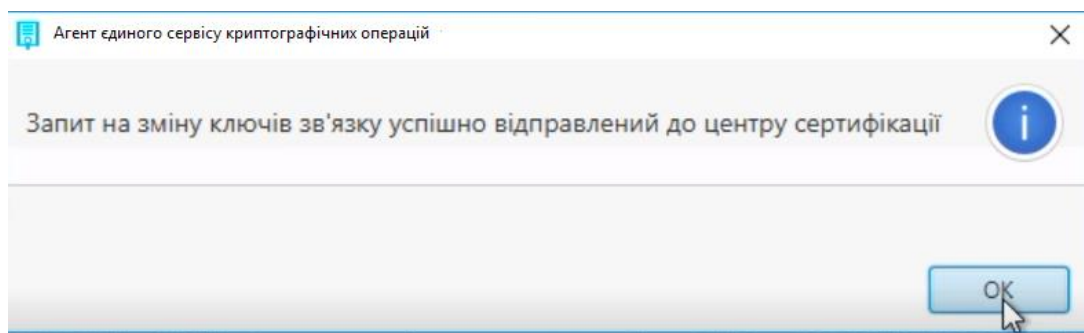 Агент єдиного сервісу криптографічних операцій
Запит на зміну ключів зв'язку успішно відправлений до центру сертифікації
i
OK